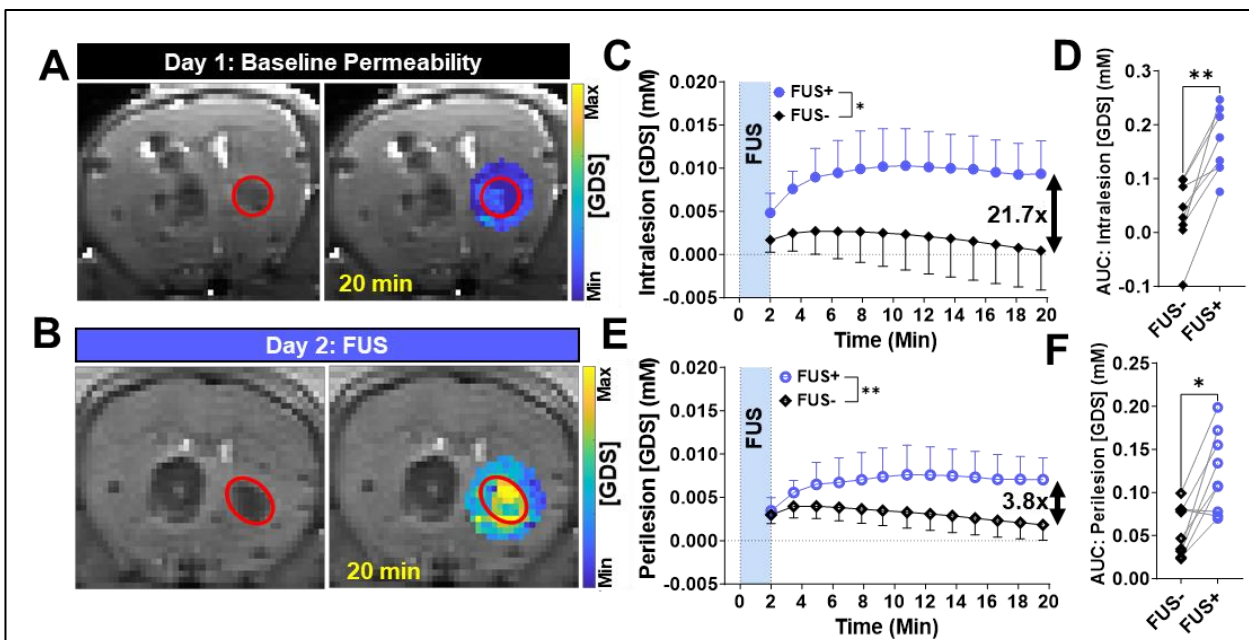 A
Day 1: Baseline Permeability
20 min
Max
[GDS]
Min
B
Day 2: FUS
20 min
Max
[GDS]
Min
C
Intralesion [GDS] (mM)
0.020
0.015
0.010
0.005
0.000
-0.005
FUS
FUS+
FUS-
*
21.7x
0 2 4 6 8 10 12 14 16 18 20
Time (Min)
D
AUC: Intralesion [GDS] (mM)
0.3
0.2
0.1
0.0
-0.1
**
FUS- FUS+
E
Perilesion [GDS] (mM)
0.020
0.015
0.010
0.005
0.000
-0.005
FUS
FUS+
FUS-
**
3.8x
0 2 4 6 8 10 12 14 16 18 20
Time (Min)
F
AUC: Perilesion [GDS] (mM)
0.25
0.20
0.15
0.10
0.05
0.00
*
FUS- FUS+